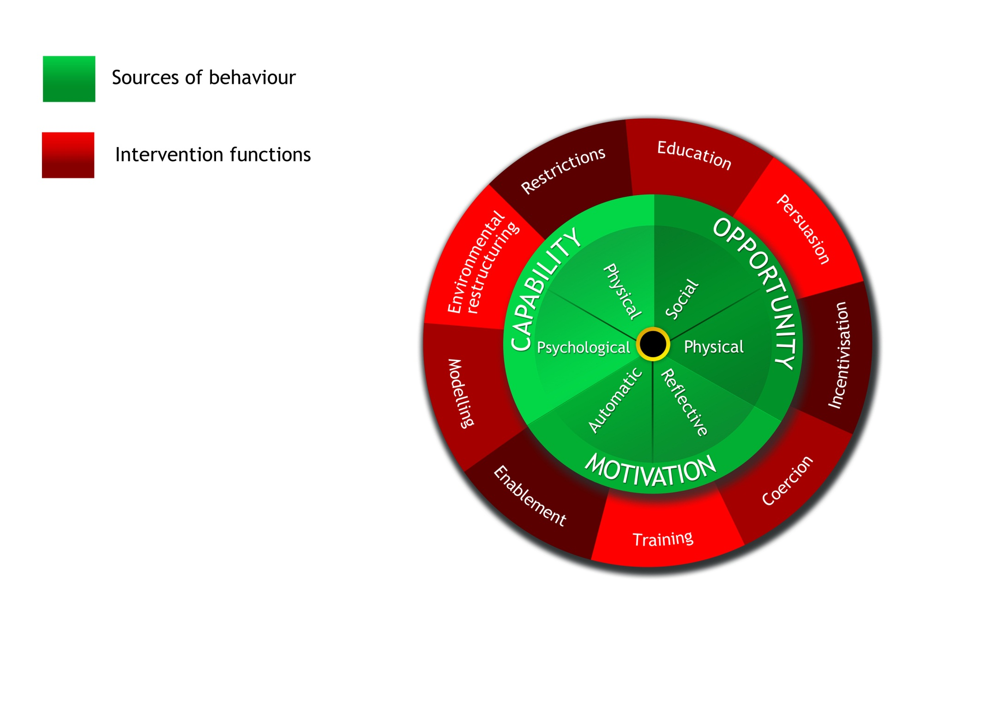 Sources of behaviour
Intervention functions
Education
Persuasion
Incentivisation
Coercion
Training
Enablement
Modelling
Environmental
restructuring
Restrictions
CAPABILITY
OPPORTUNITY
MOTIVATION
Physical
Social
Psychological
Physical
Automatic
Reflective